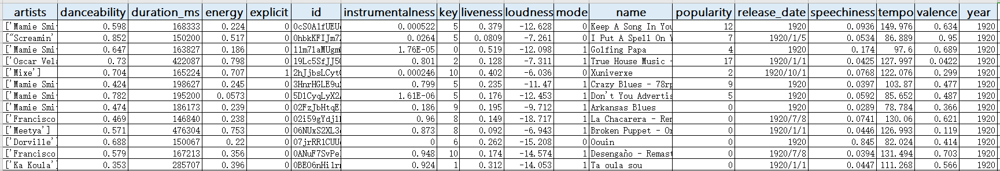 artists danceability duration_ms energy explicit id instrumentalness key liveness loudness mode name popularity release_date speechiness tempo valence year
['Mamie Smi 0.598 168333 0.224 0 0cS0A1fUEU 0.000522 5 0.379 -12.628 0 Keep A Song In You 12 1920 0.0936 149.976 0.634 1920
["Screamin' 0.852 150200 0.517 0 0hbkKFIJm7 0.0264 5 0.0809 -7.261 0 I Put A Spell On Y 7 1920/1/5 0.0534 86.889 0.95 1920
['Mamie Smi 0.647 163827 0.186 0 11m7laMUgm 1.76E-05 0 0.519 -12.098 1 Golfing Papa 4 1920 0.174 97.6 0.689 1920
['Oscar Vela 0.73 422087 0.798 0 19Lc5SfJJ5 0.801 2 0.128 -7.311 1 True House Music - 17 1920/1/1 0.0425 127.997 0.0422 1920
['Mixe'] 0.704 165224 0.707 1 2hJjbsLCyt 0.000246 10 0.402 -6.036 0 Xuniverxe 2 1920/10/1 0.0768 122.076 0.299 1920
['Mamie Smi 0.424 198627 0.245 0 3HnrHGLE9u 0.799 5 0.235 -11.47 1 Crazy Blues - 78rp 9 1920 0.0397 103.87 0.477 1920
['Mamie Smi 0.782 195200 0.0573 0 5DlCyqLyX2 1.61E-06 5 0.176 -12.453 1 Don't You Advertis 5 1920 0.0592 85.652 0.487 1920
['Mamie Smi 0.474 186173 0.239 0 02FzJbHtqE 0.186 9 0.195 -9.712 1 Arkansas Blues 0 1920 0.0289 78.784 0.366 1920
['Francisco 0.469 146840 0.238 0 02i59gYdjl 0.96 8 0.149 -18.717 1 La Chacarera - Rem 0 1920/7/8 0.0741 130.06 0.621 1920
['Meetya'] 0.571 476304 0.753 0 06NUxS2XL3 0.873 8 0.092 -6.943 1 Broken Puppet - Or 0 1920/1/1 0.0446 126.993 0.119 1920
['Dorville' 0.688 150067 0.22 0 07jrRR1CUU 0 6 0.262 -15.208 0 Oouin 0 1920 0.845 82.024 0.414 1920
['Francisco 0.579 167213 0.356 0 0ANuF7SvPe 0.948 10 0.174 -14.574 1 Desengaño - Remast 0 1920/7/8 0.0394 131.494 0.703 1920
['Ka Koula' 0.353 285707 0.396 0 0BEO6nHi1r 0.924 1 0.312 -14.053 1 Ta oula sou 0 1920/1/1 0.0447 111.268 0.566 1920